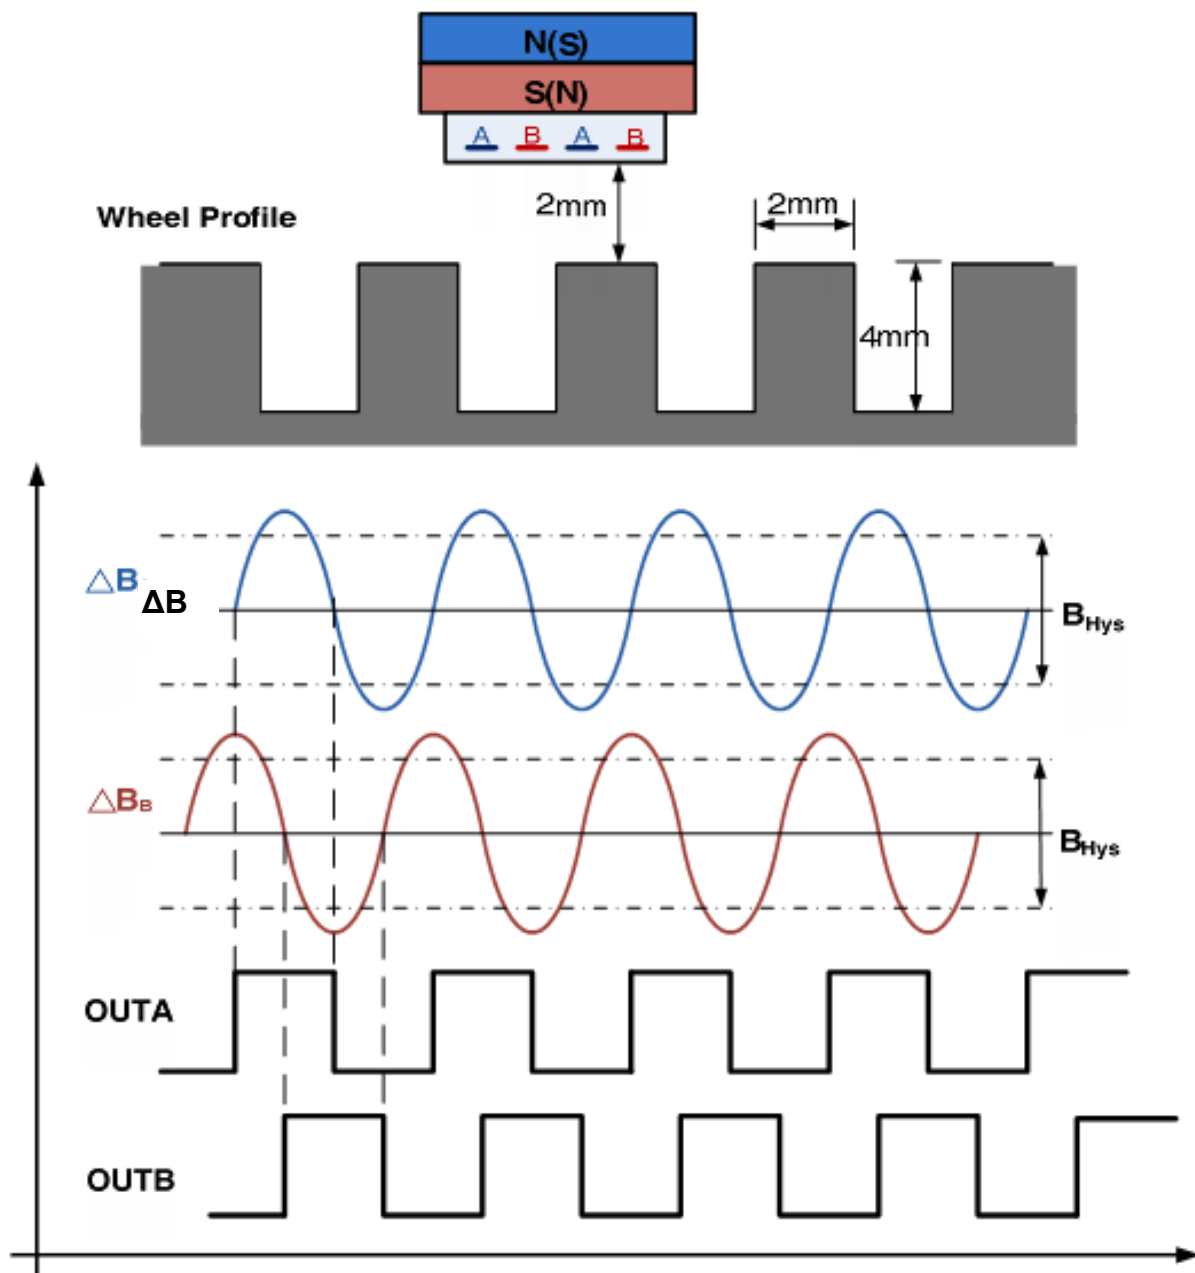 N(S)
S(N)
A B A B
2mm
2mm
Wheel Profile
4mm
△B
ΔB
BHys
△BB
BHys
OUTA
OUTB